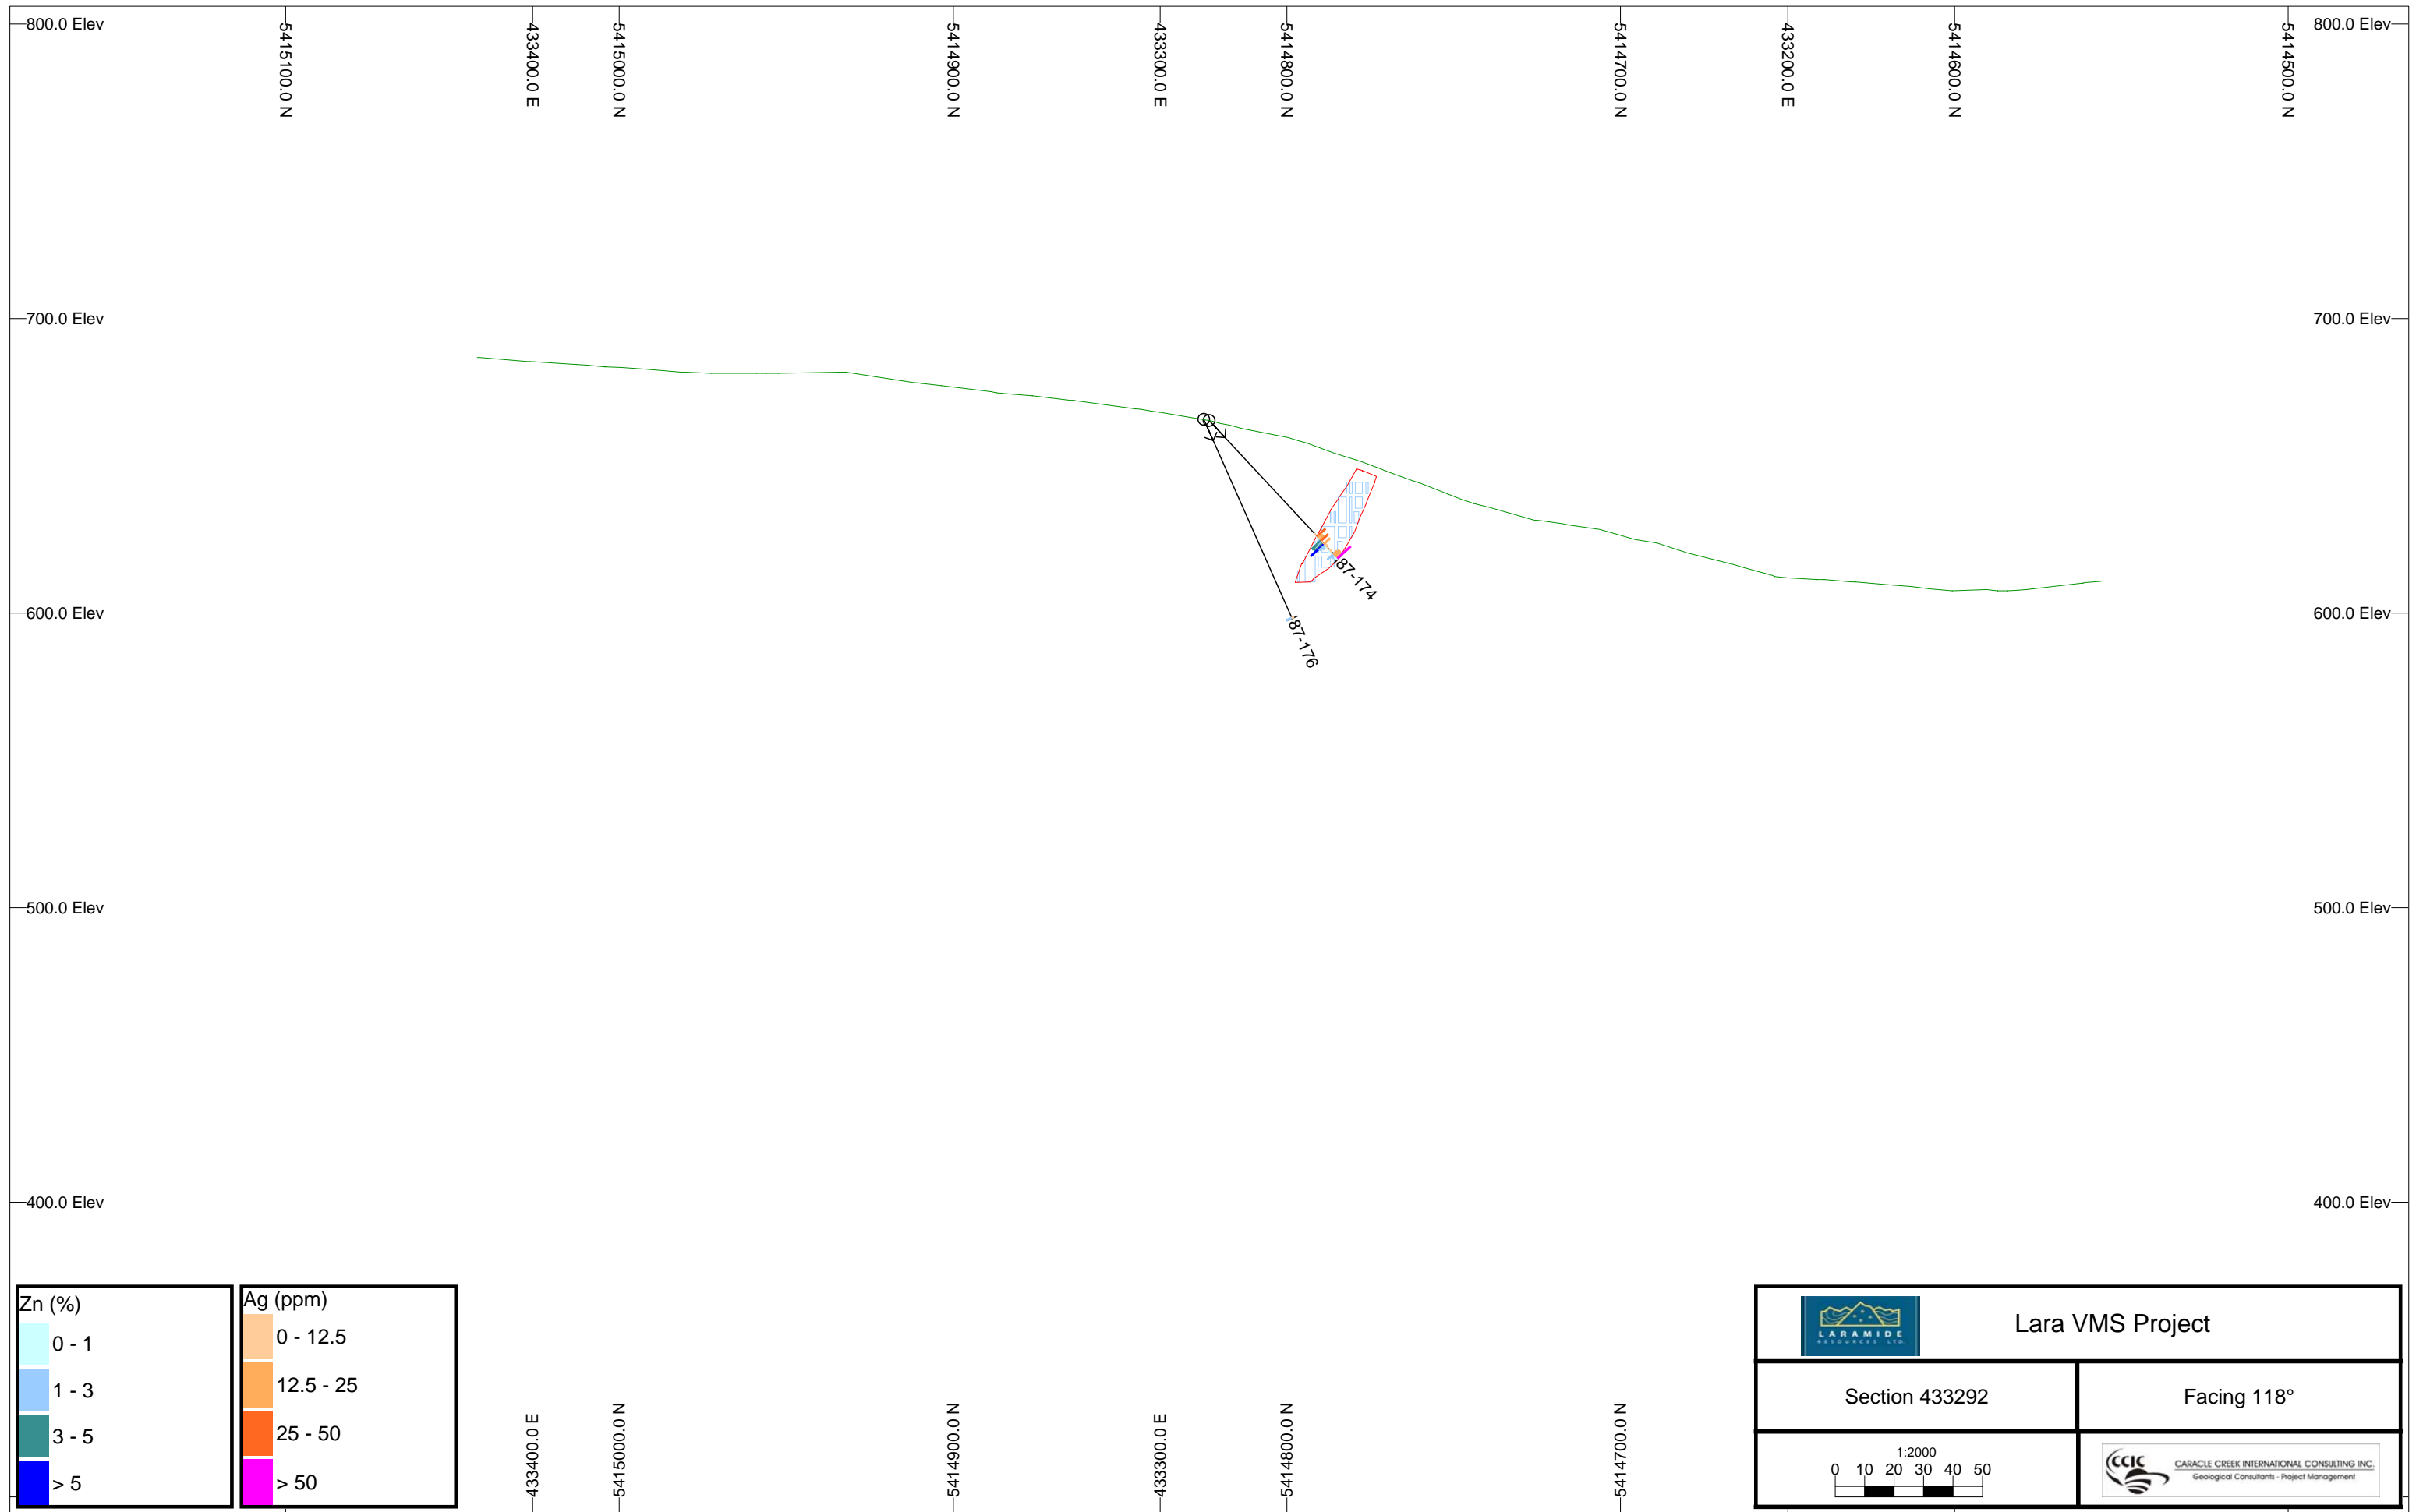 800.0 Elev
5415100.0 N
433400.0 E
5415000.0 N
5414900.0 N
433300.0 E
5414800.0 N
5414700.0 N
433200.0 E
5414600.0 N
5414500.0 N
800.0 Elev
700.0 Elev
700.0 Elev
'87-174
600.0 Elev
'87-176
600.0 Elev
500.0 Elev
500.0 Elev
400.0 Elev
400.0 Elev
Zn (%)
0 - 1
1 - 3
3 - 5
> 5
Ag (ppm)
0 - 12.5
12.5 - 25
25 - 50
> 50
433400.0 E
5415000.0 N
5414900.0 N
433300.0 E
5414800.0 N
5414700.0 N
LARAMIDE
RESOURCES LTD.
Lara VMS Project
Section 433292
Facing 118°
1:2000
0 10 20 30 40 50
CCIC
CARACLE CREEK INTERNATIONAL CONSULTING INC.
Geological Consultants - Project Management